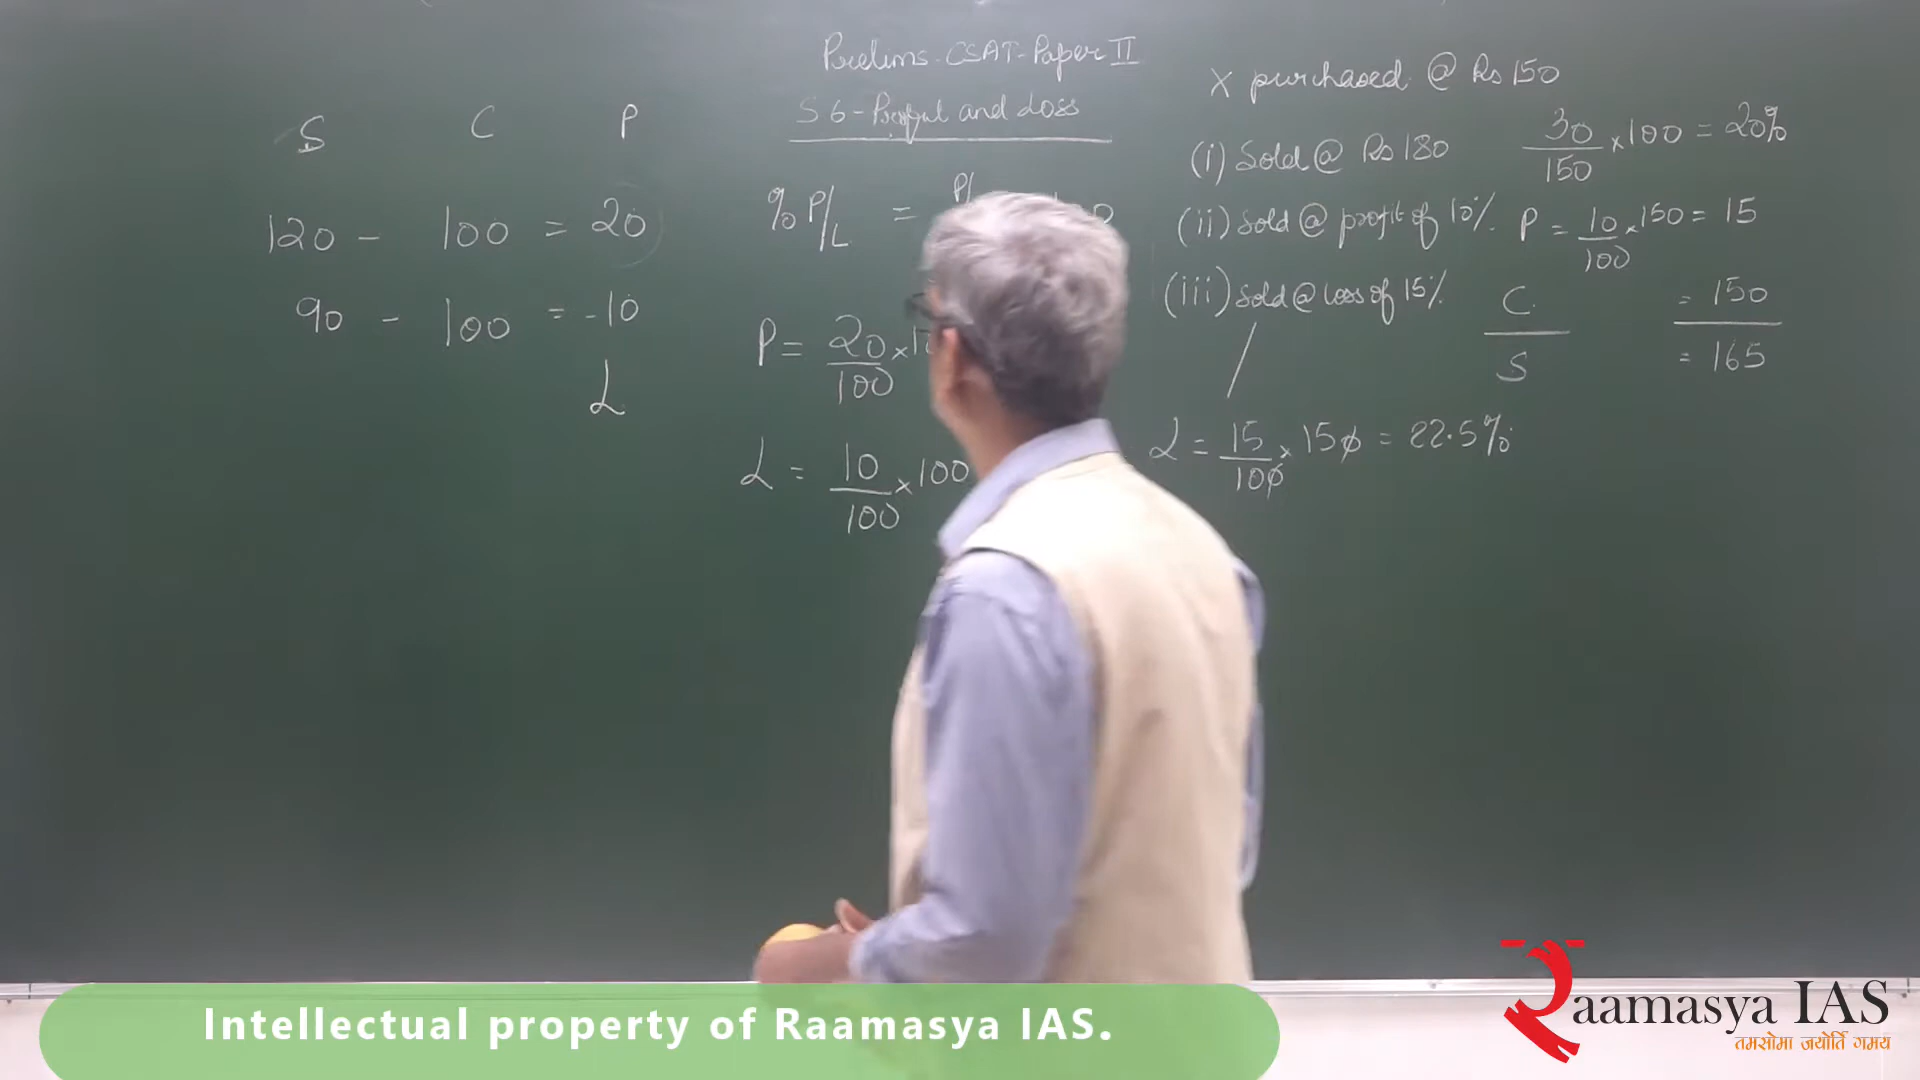 Prelims - CSAT - Paper II
S6 - Profit and Loss
S C P
120 - 100 = 20
90 - 100 = -10
L
% P/L = P/
P = 20/100 × 1
L = 10/100 × 100
X purchased @ Rs 150
(i) Sold @ Rs 180 30/150 × 100 = 20%
(ii) Sold @ profit of 10% P = 10/100 × 150 = 15
(iii) Sold @ loss of 15% C = 150
S = 165
L = 15/100 × 150 = 22.5%
Intellectual property of Raamasya IAS.
Raamasya IAS
तमसोमा ज्योर्ति गमय